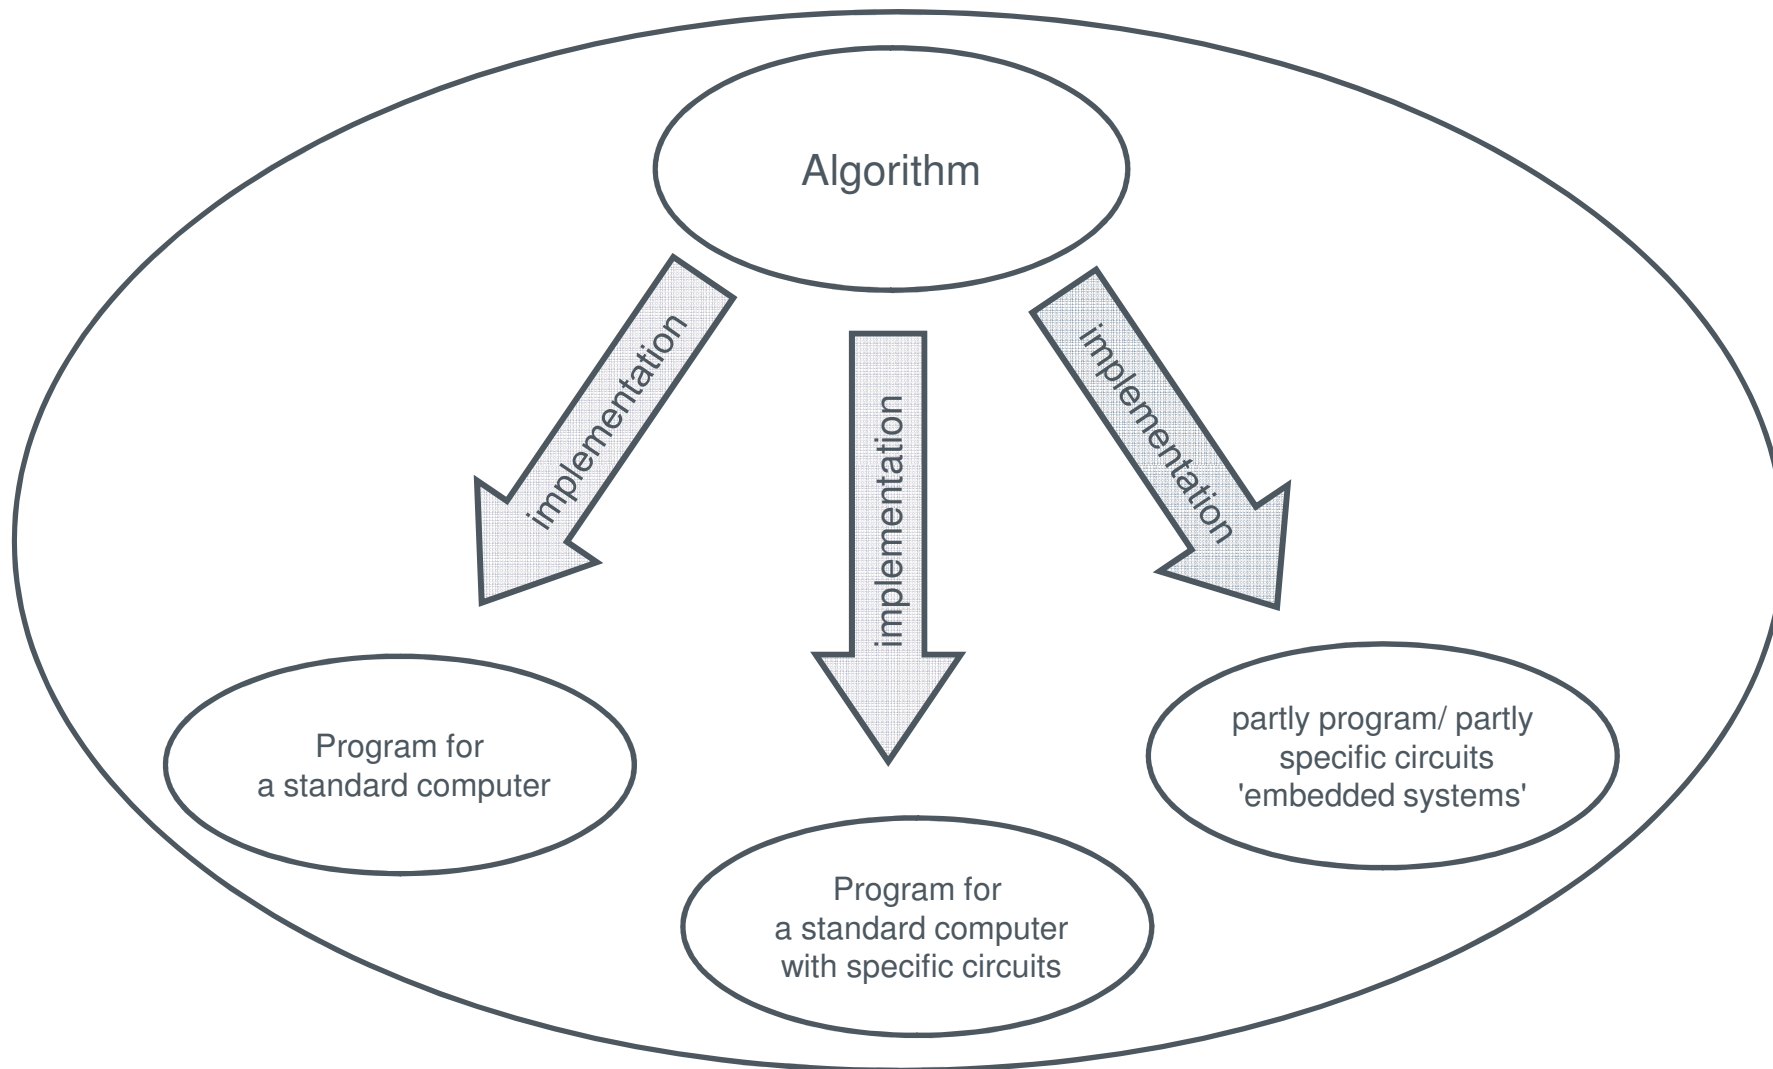 Algorithm
implementation
implementation
implementation
Program for
a standard computer
Program for
a standard computer
with specific circuits
partly program/ partly
specific circuits
'embedded systems'